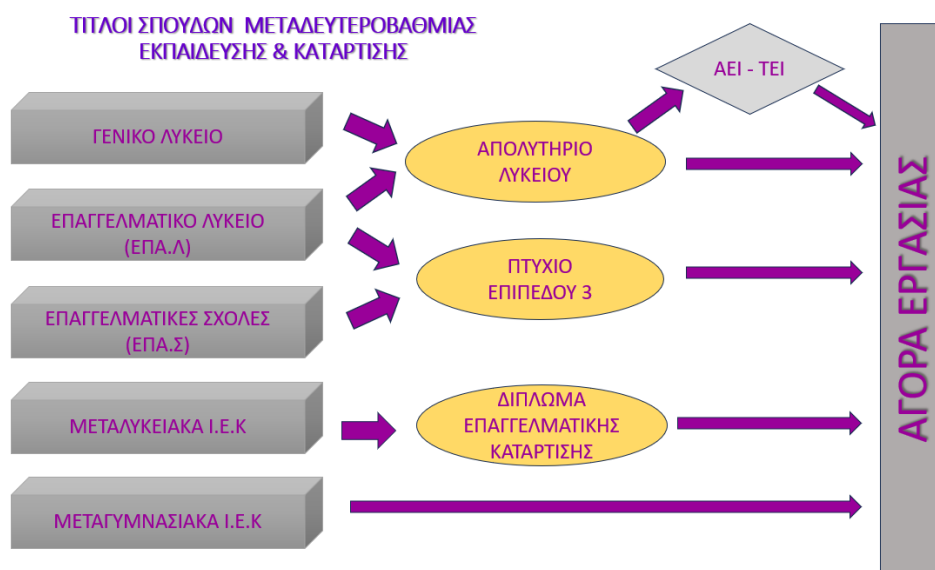 ΤΙΤΛΟΙ ΣΠΟΥΔΩΝ ΜΕΤΑΔΕΥΤΕΡΟΒΑΘΜΙΑΣ
ΕΚΠΑΙΔΕΥΣΗΣ & ΚΑΤΑΡΤΙΣΗΣ
ΑΕΙ - ΤΕΙ
ΓΕΝΙΚΟ ΛΥΚΕΙΟ
ΑΠΟΛΥΤΗΡΙΟ
ΛΥΚΕΙΟΥ
ΕΠΑΓΓΕΛΜΑΤΙΚΟ ΛΥΚΕΙΟ
(ΕΠΑ.Λ)
ΠΤΥΧΙΟ
ΕΠΙΠΕΔΟΥ 3
ΕΠΑΓΓΕΛΜΑΤΙΚΕΣ ΣΧΟΛΕΣ
(ΕΠΑ.Σ)
ΜΕΤΑΛΥΚΕΙΑΚΑ Ι.Ε.Κ
ΔΙΠΛΩΜΑ
ΕΠΑΓΓΕΛΜΑΤΙΚΗΣ
ΚΑΤΑΡΤΙΣΗΣ
ΜΕΤΑΓΥΜΝΑΣΙΑΚΑ Ι.Ε.Κ
ΑΓΟΡΑ ΕΡΓΑΣΙΑΣ